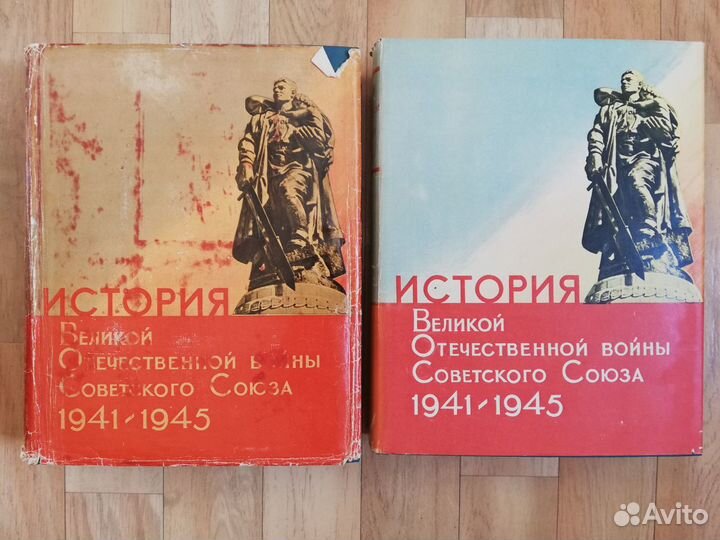 ИСТОРИЯ
Великой
Отечественной войны
Советского Союза
1941-1945
ИСТОРИЯ
Великой
Отечественной войны
Советского Союза
1941-1945
Avito